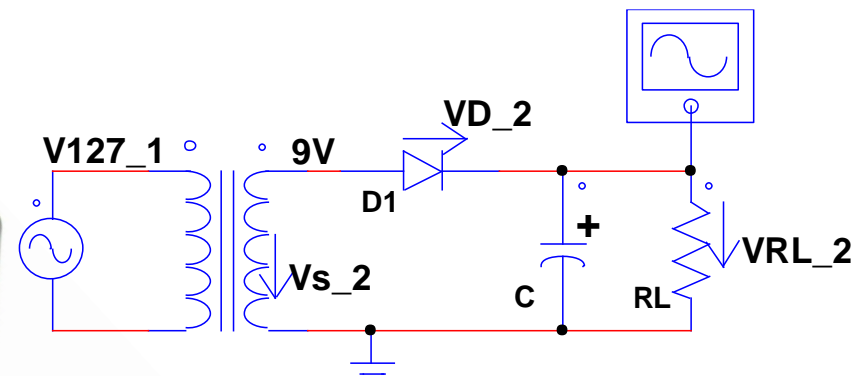 VD_2
V127_1
9V
D1
+
Vs_2
VRL_2
C
RL